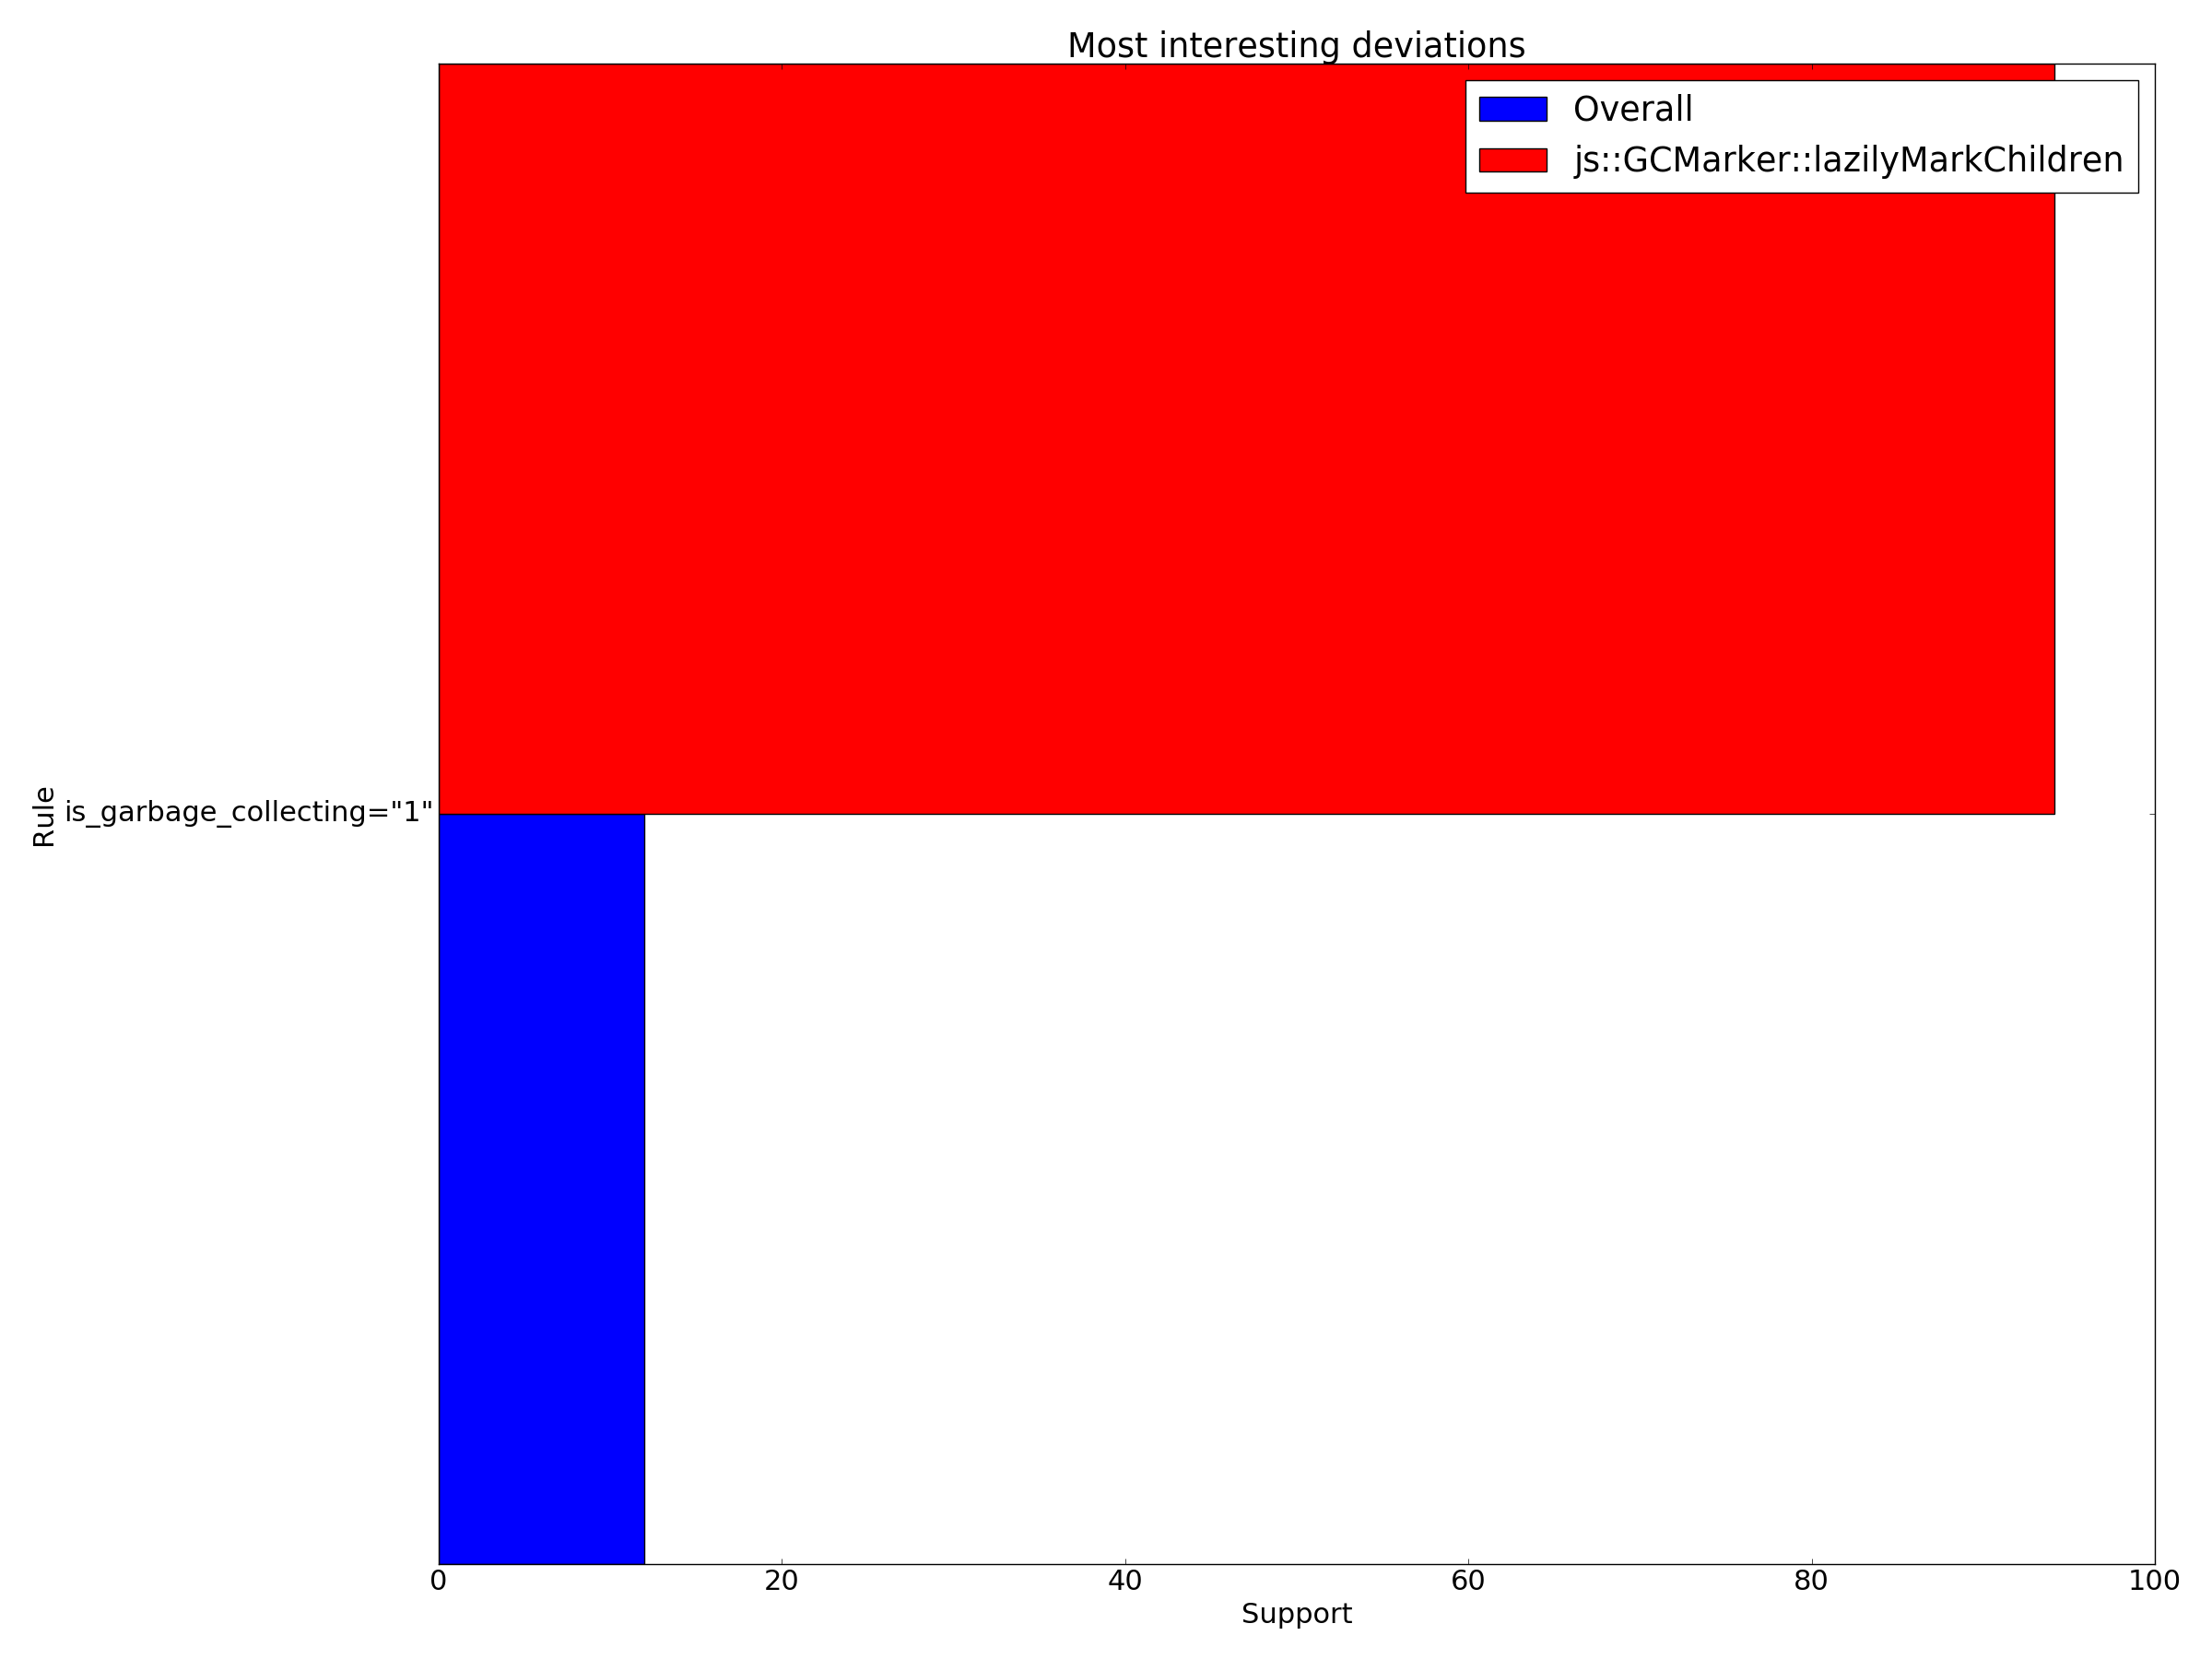 Most interesting deviations
Overall
js::GCMarker::lazilyMarkChildren
Rule
is_garbage_collecting="1"
0 20 40 60 80 100
Support